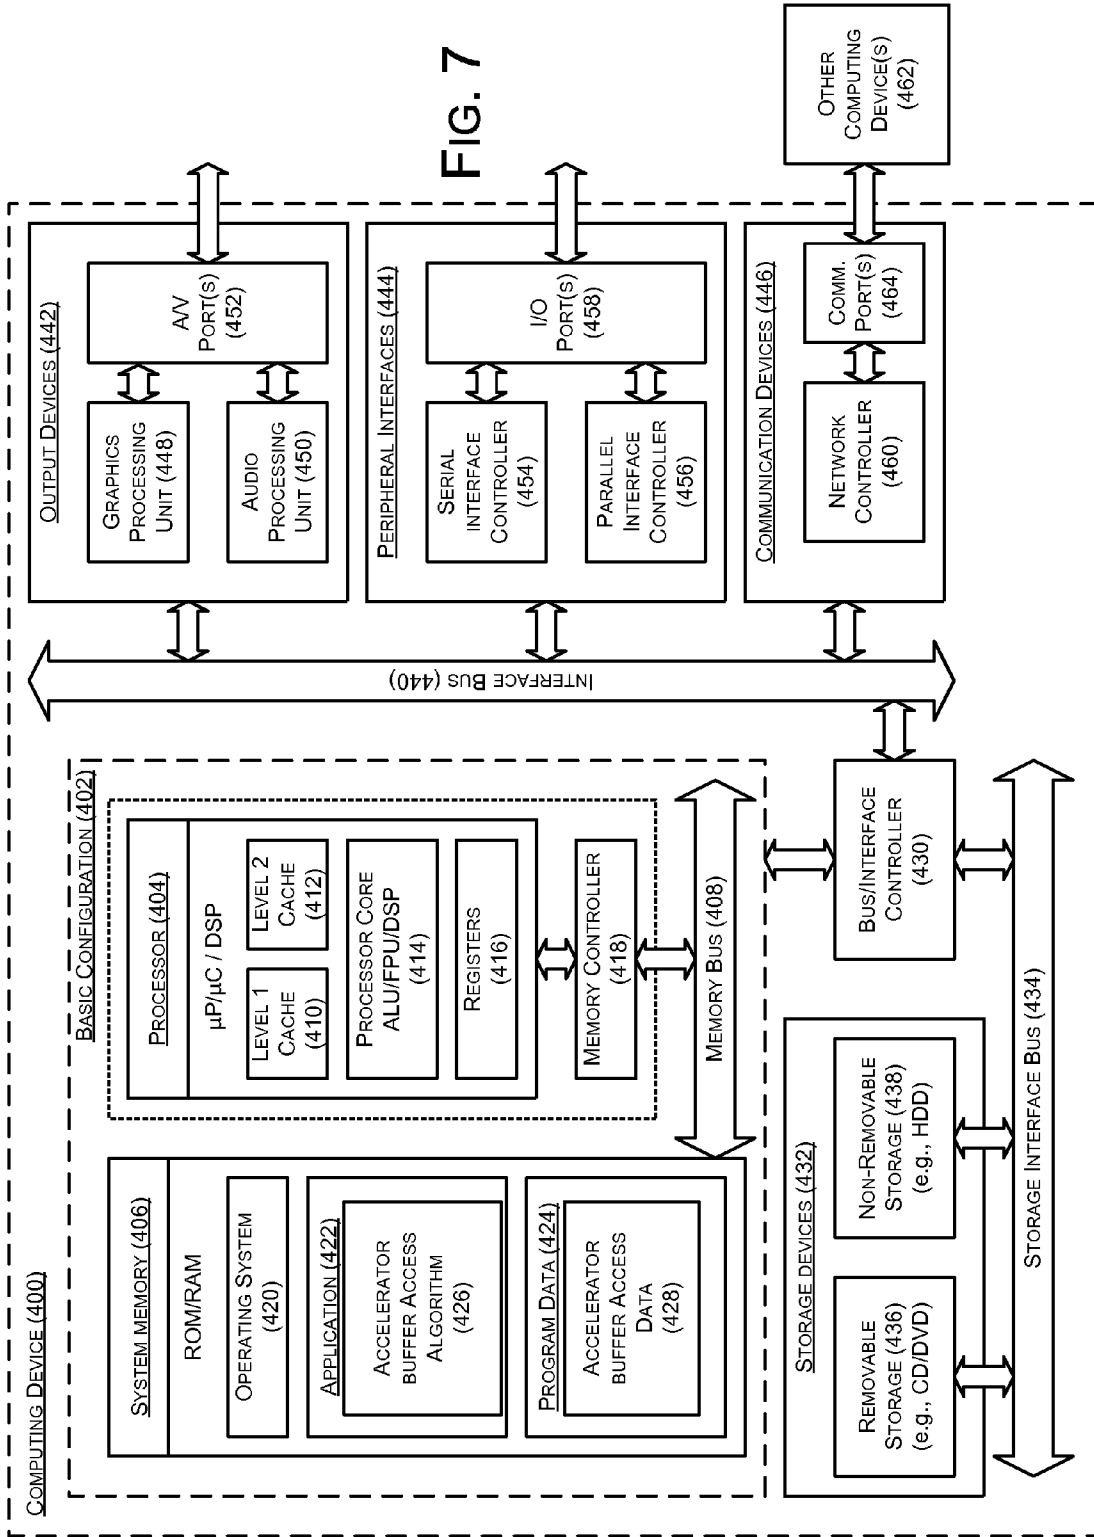 COMPUTING DEVICE (400)
BASIC CONFIGURATION (402)
SYSTEM MEMORY (406)
ROM/RAM
OPERATING SYSTEM
(420)
APPLICATION (422)
ACCELERATOR
BUFFER ACCESS
ALGORITHM
(426)
PROGRAM DATA (424)
ACCELERATOR
BUFFER ACCESS
DATA (428)
PROCESSOR (404)
µP/µC / DSP
LEVEL 1
CACHE
(410)
LEVEL 2
CACHE
(412)
PROCESSOR CORE
ALU/FPU/DSP
(414)
REGISTERS
(416)
MEMORY CONTROLLER
(418)
MEMORY BUS (408)
STORAGE DEVICES (432)
REMOVABLE
STORAGE (436)
(e.g., CD/DVD)
NON-REMOVABLE
STORAGE (438)
(e.g., HDD)
BUS/INTERFACE
CONTROLLER
(430)
STORAGE INTERFACE BUS (434)
INTERFACE BUS (440)
OUTPUT DEVICES (442)
GRAPHICS
PROCESSING
UNIT (448)
AUDIO
PROCESSING
UNIT (450)
A/V
PORT(S)
(452)
PERIPHERAL INTERFACES (444)
SERIAL
INTERFACE
CONTROLLER
(454)
PARALLEL
INTERFACE
CONTROLLER
(456)
I/O
PORT(S)
(458)
COMMUNICATION DEVICES (446)
NETWORK
CONTROLLER
(460)
COMM.
PORT(S)
(464)
OTHER
COMPUTING
DEVICE(S)
(462)
FIG. 7